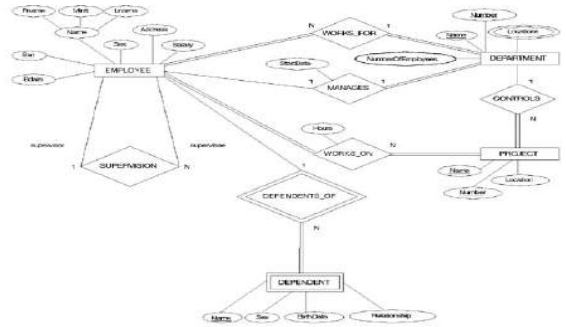 Fname Minit Lname
Number
Address
Name
N WORKS_FOR 1
Name
Locations
Sex
Salary
StartDate
NumberOfEmployees
DEPARTMENT
EMPLOYEE
Bdate
1 MANAGES 1
1
CONTROLS
Hours
N
supervisor
supervisee
WORKS_ON
N
PROJECT
1 SUPERVISION N
1
Name
Location
Number
DEPENDENTS_OF
N
DEPENDENT
Name
Sex
BirthDate
Relationship